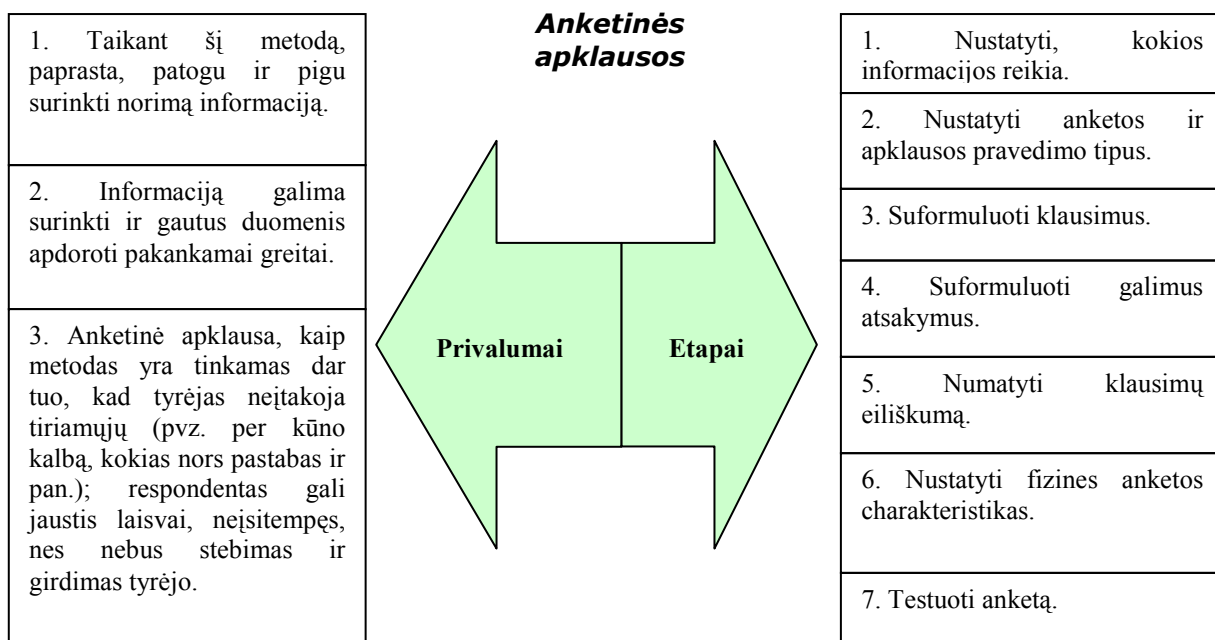 Anketinės
apklausos
1. Taikant šį metodą,
paprasta, patogu ir pigu
surinkti norimą informaciją.
2. Informaciją galima
surinkti ir gautus duomenis
apdoroti pakankamai greitai.
3. Anketinė apklausa, kaip
metodas yra tinkamas dar
tuo, kad tyrėjas neįtakoja
tiriamųjų (pvz. per kūno
kalbą, kokias nors pastabas ir
pan.); respondentas gali
jaustis laisvai, neįsitempęs,
nes nebus stebimas ir
girdimas tyrėjo.
Privalumai
Etapai
1. Nustatyti, kokios
informacijos reikia.
2. Nustatyti anketos ir
apklausos pravedimo tipus.
3. Suformuluoti klausimus.
4. Suformuluoti galimus
atsakymus.
5. Numatyti klausimų
eiliškumą.
6. Nustatyti fizines anketos
charakteristikas.
7. Testuoti anketą.